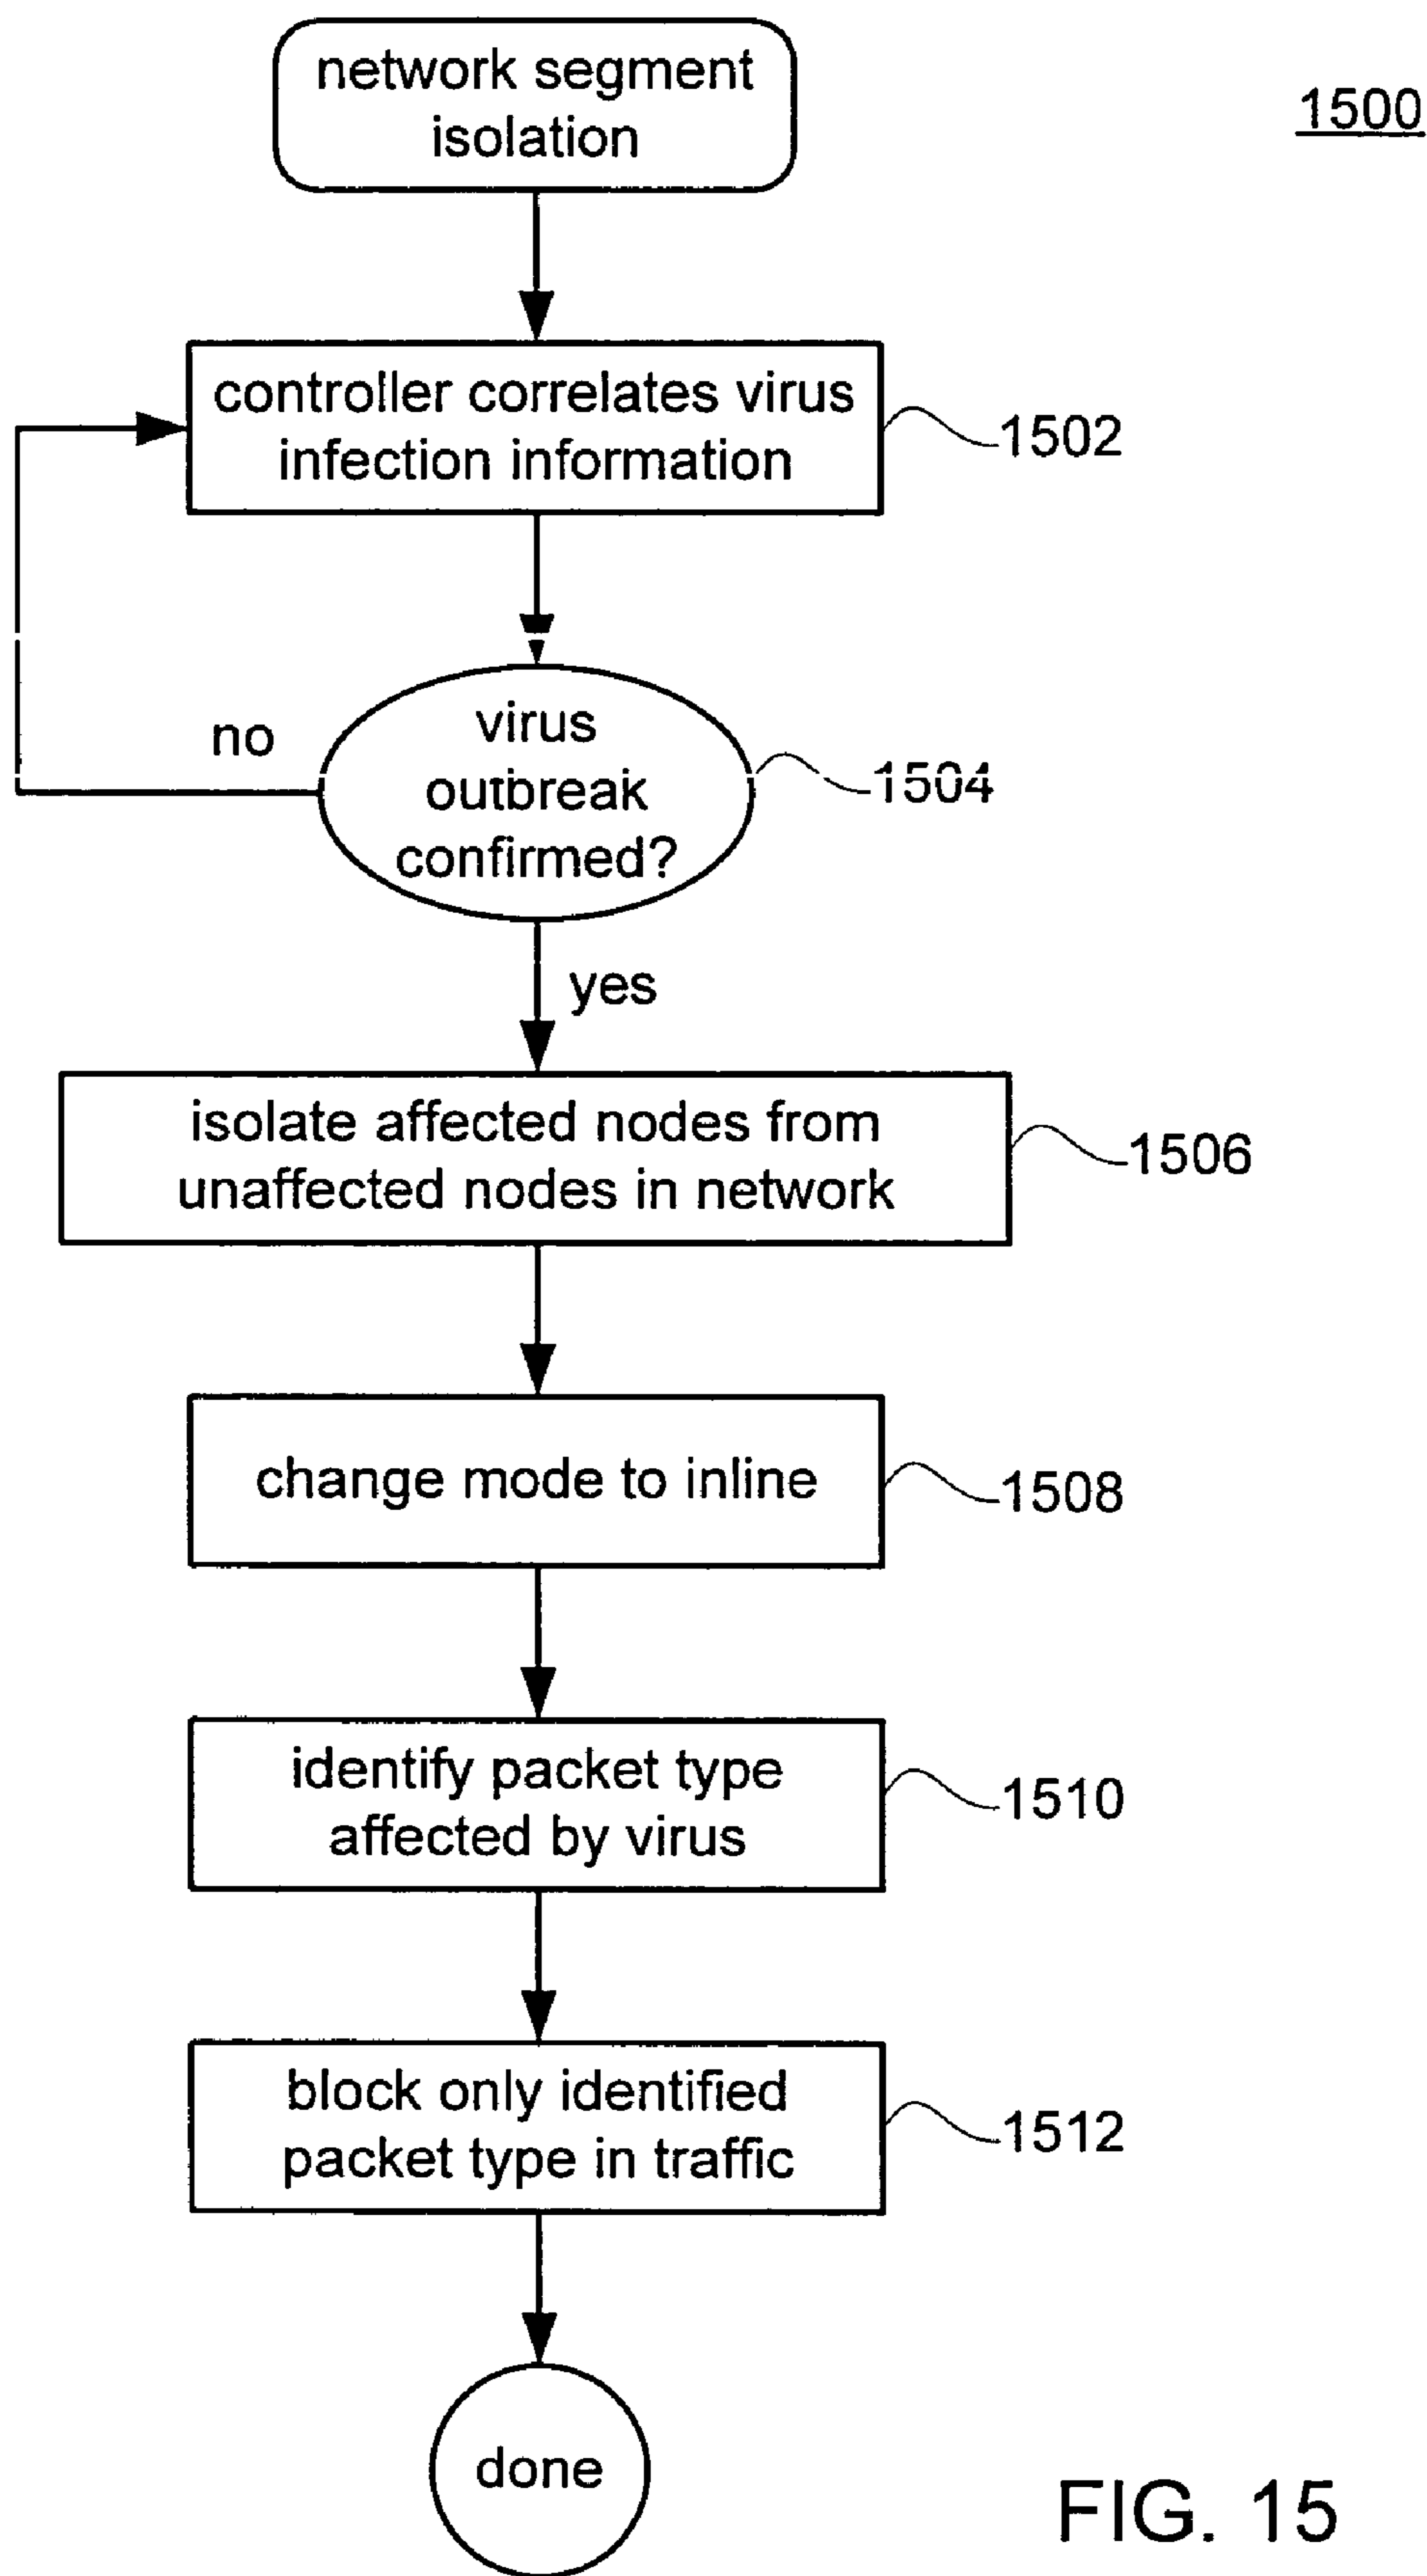 network segment
isolation
1500
controller correlates virus
infection information
1502
virus
outbreak
confirmed?
no
1504
yes
isolate affected nodes from
unaffected nodes in network
1506
change mode to inline
1508
identify packet type
affected by virus
1510
block only identified
packet type in traffic
1512
done
FIG. 15